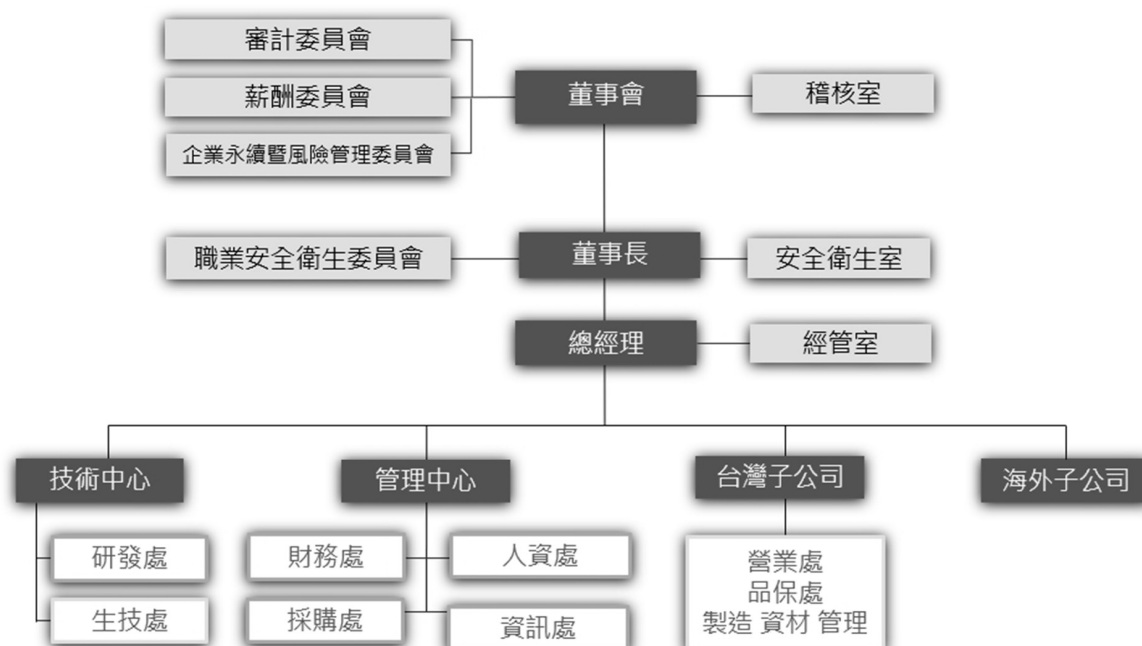 審計委員會
薪酬委員會
企業永續暨風險管理委員會
董事會
稽核室
職業安全衛生委員會
董事長
安全衛生室
總經理
經管室
技術中心
管理中心
台灣子公司
海外子公司
研發處
生技處
財務處
人資處
採購處
資訊處
營業處
品保處
製造 資材 管理